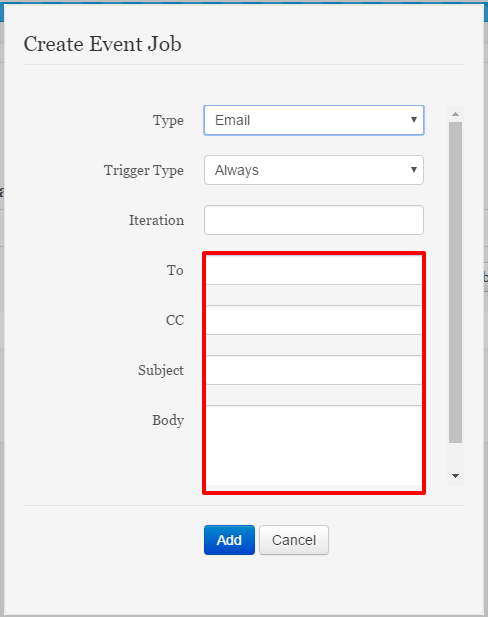 Create Event Job
Type Email
Trigger Type Always
Iteration
To
CC
Subject
Body
Add Cancel